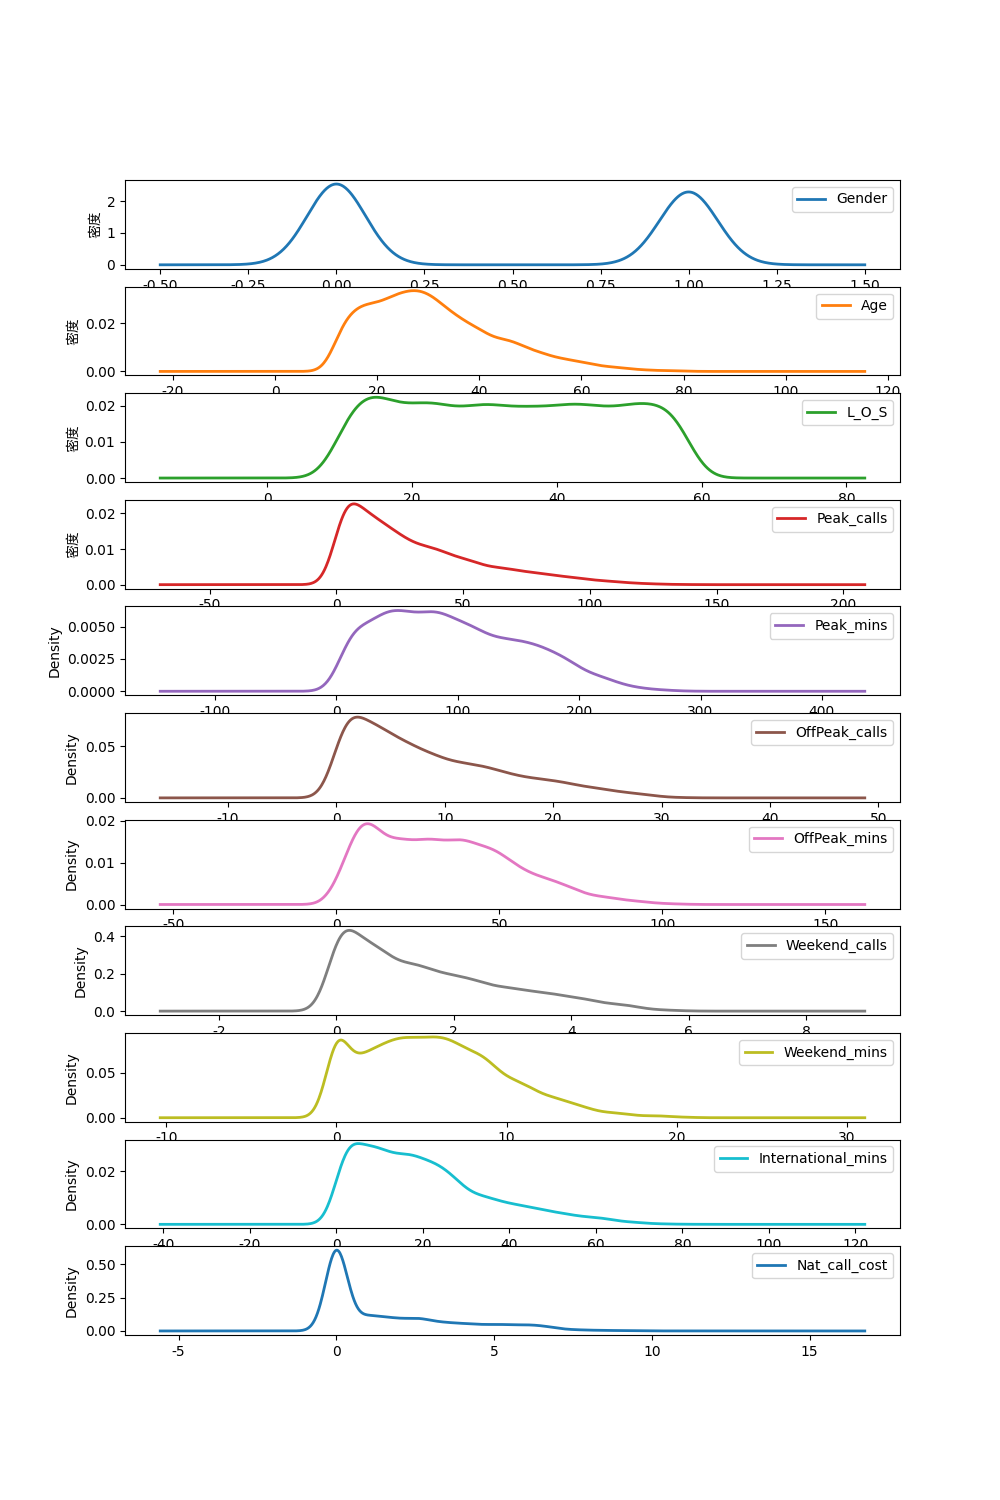 密度
2
1
0
Gender
-0.50 -0.25 0.00 0.25 0.50 0.75 1.00 1.25 1.50
密度
0.02
0.00
Age
-20 0 20 40 60 80 100 120
密度
0.02
0.01
0.00
L_O_S
0 20 40 60 80
密度
0.02
0.01
0.00
Peak_calls
-50 0 50 100 150 200
Density
0.0050
0.0025
0.0000
Peak_mins
-100 0 100 200 300 400
Density
0.05
0.00
OffPeak_calls
-10 0 10 20 30 40 50
Density
0.02
0.01
0.00
OffPeak_mins
-50 0 50 100 150
Density
0.4
0.2
0.0
Weekend_calls
-2 0 2 4 6 8
Density
0.05
0.00
Weekend_mins
-10 0 10 20 30
Density
0.02
0.00
International_mins
-40 -20 0 20 40 60 80 100 120
Density
0.50
0.25
0.00
Nat_call_cost
-5 0 5 10 15